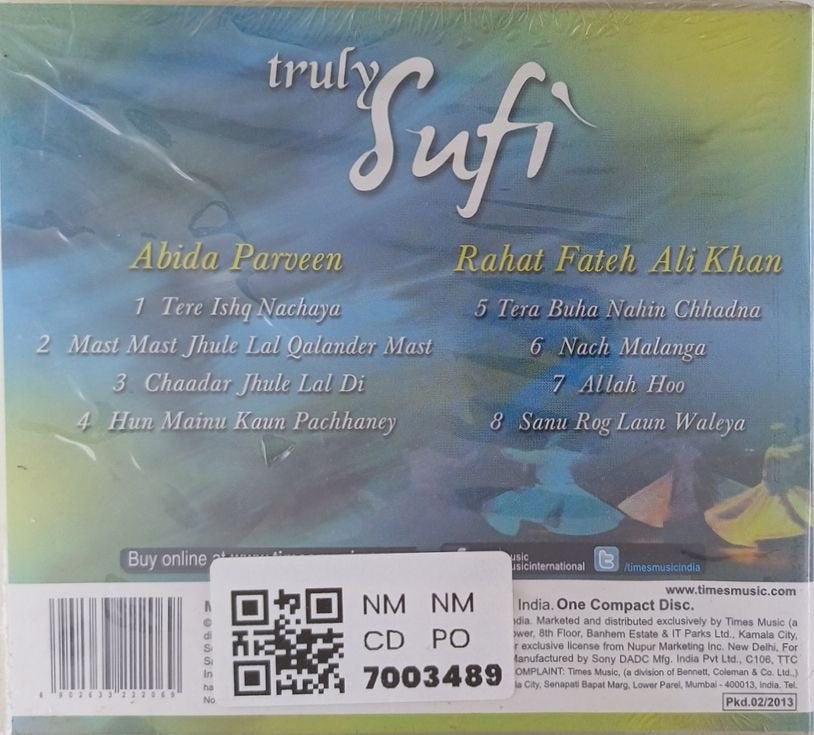 truly
Sufi
Abida Parveen
1 Tere Ishq Nachaya
2 Mast Mast Jhule Lal Qalander Mast
3 Chaadar Jhule Lal Di
4 Hun Mainu Kaun Pachhaney
Rahat Fateh Ali Khan
5 Tera Buha Nahin Chhadna
6 Nach Malanga
7 Allah Hoo
8 Sanu Rog Laun Waleya
Buy online at
/timesmusicindia
www.timesmusic.com
India. One Compact Disc.
Marketed and distributed exclusively by Times Music (a
8th Floor, Banhem Estate & IT Parks Ltd., Kamala City,
exclusive license from Nupur Marketing Inc. New Delhi, For
Manufactured by Sony DADC Mfg. India Pvt Ltd., C106, TTC
COMPLAINT: Times Music, (a division of Bennett, Coleman & Co. Ltd.,)
City, Senapati Bapat Marg, Lower Parel, Mumbai - 400013, India. Tel.
Pkd.02/2013
8 902633 222069
NM NM
CD PO
7003489